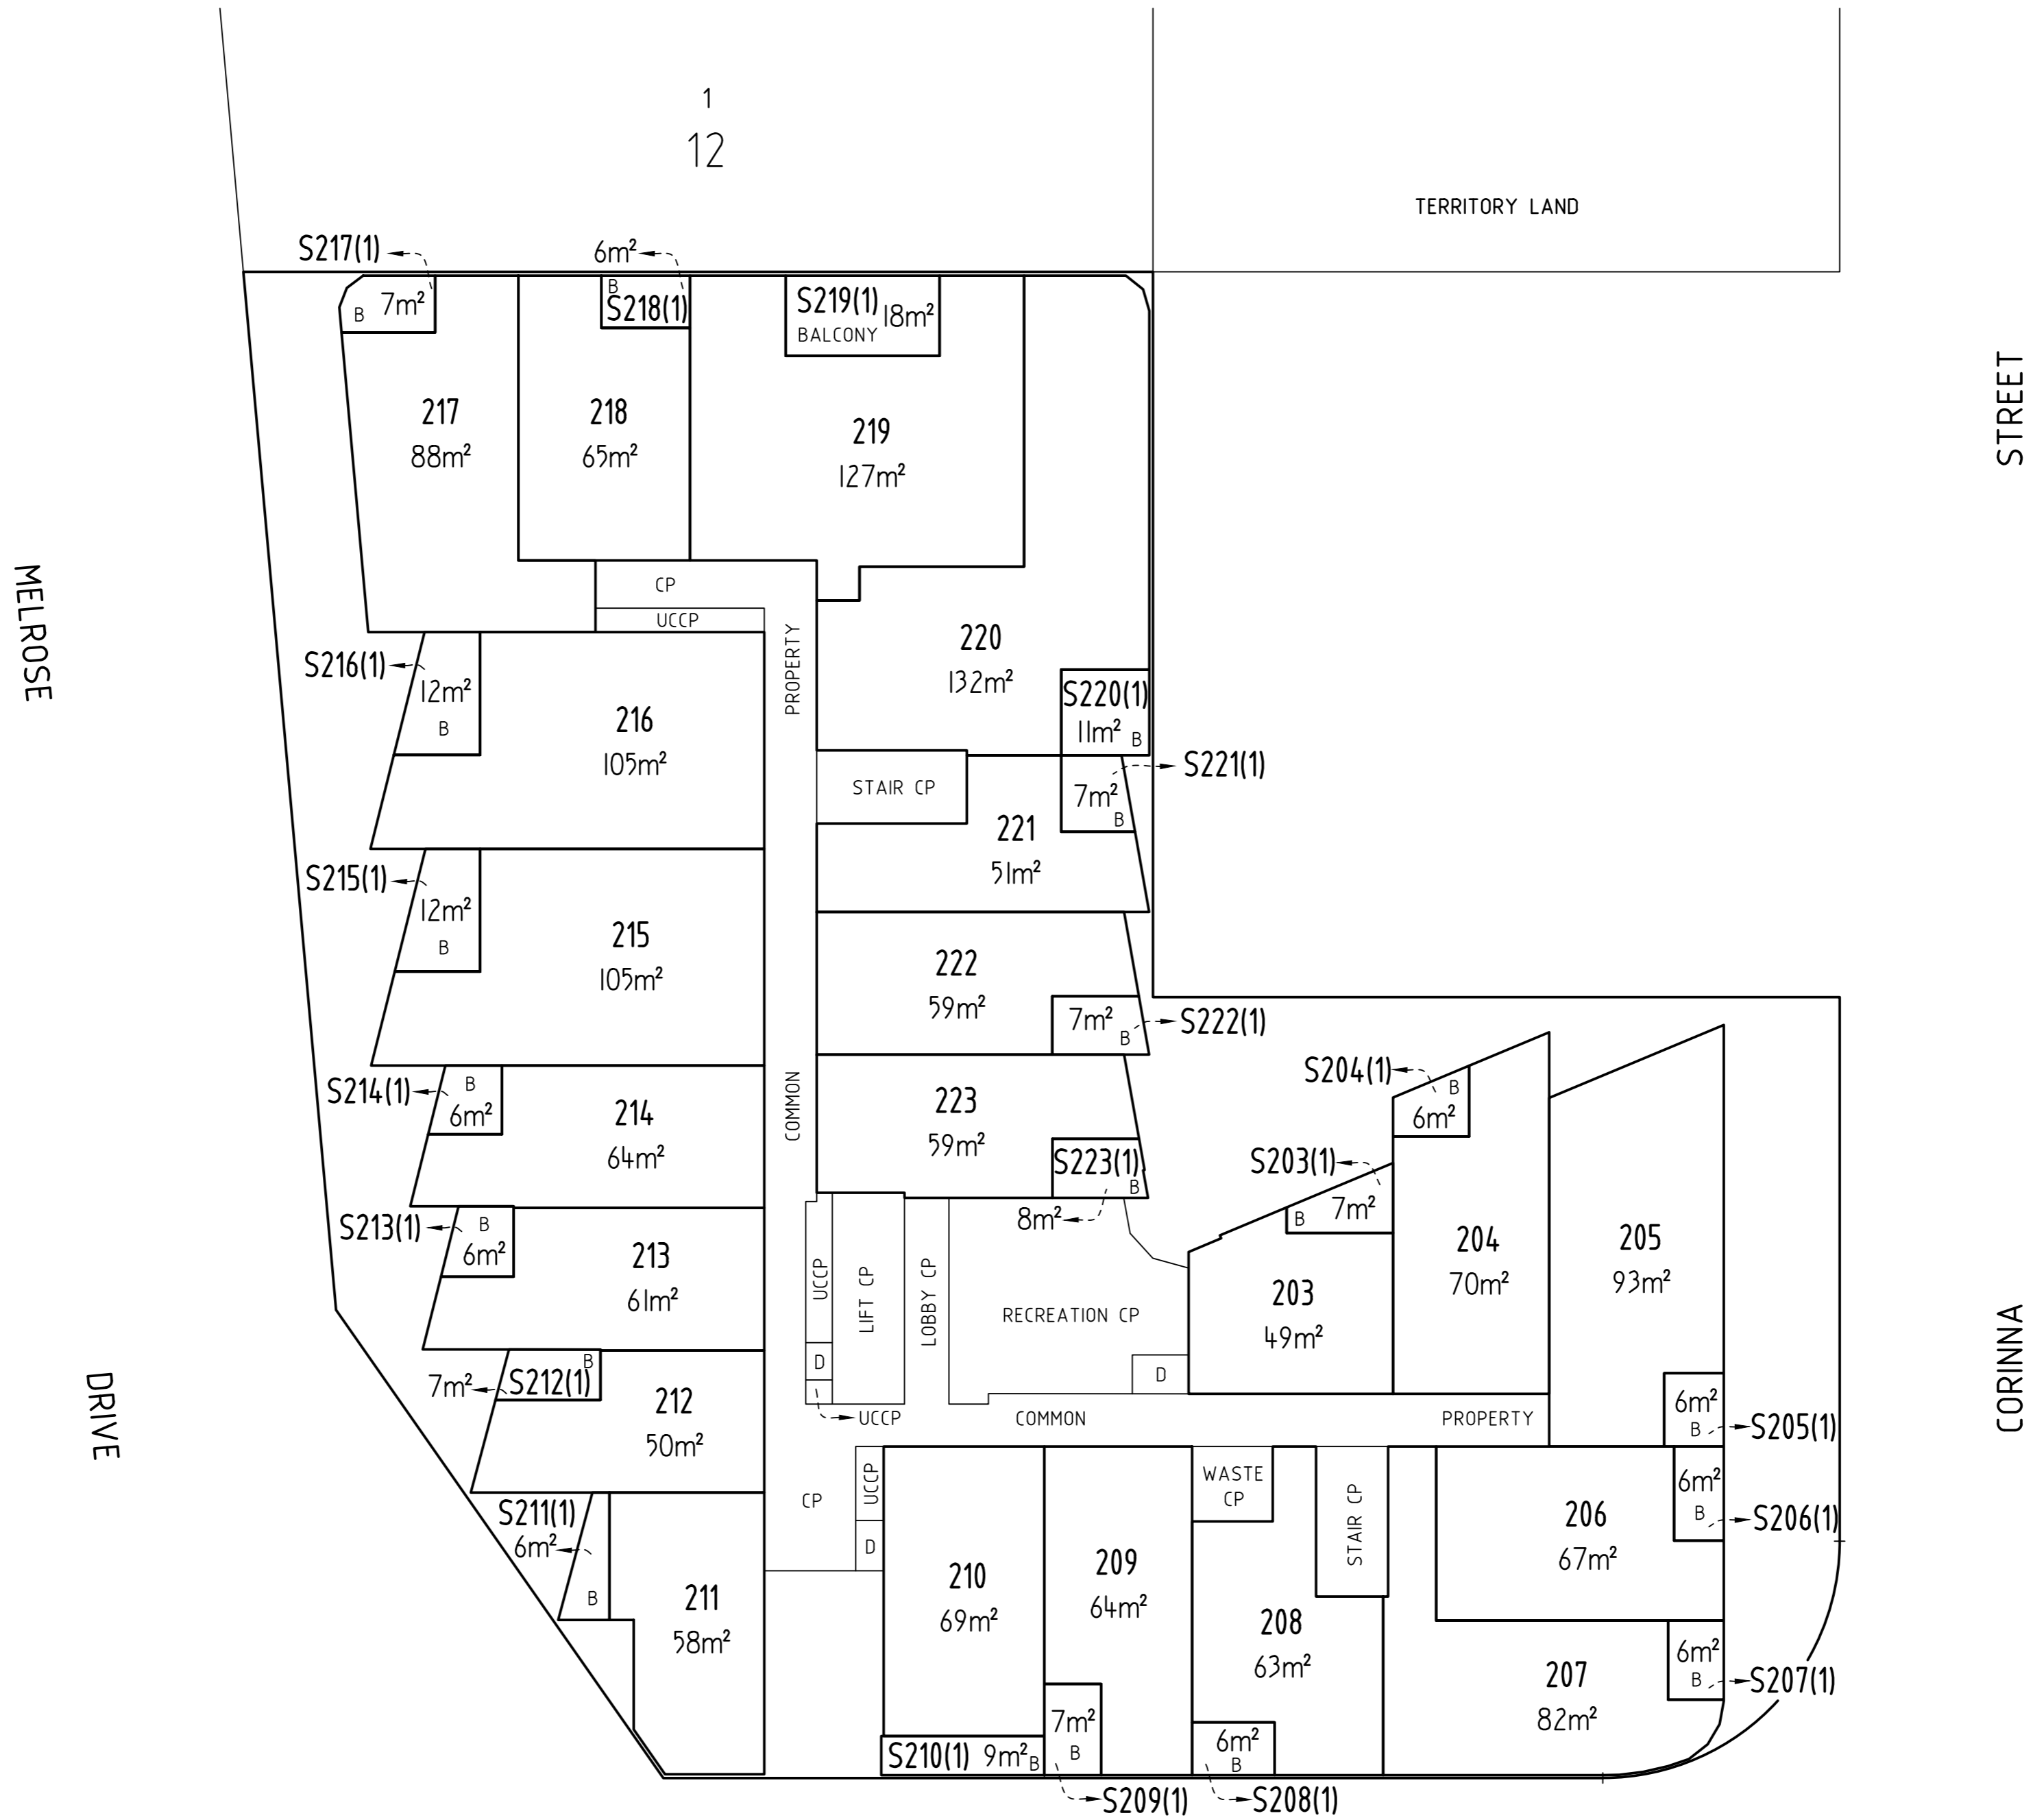 1
12
TERRITORY LAND
S217(1)
6m²
B 7m²
B
S218(1)
S219(1) 18m²
BALCONY
STREET
217
88m²
218
65m²
219
127m²
MELROSE
CP
UCCP
PROPERTY
220
132m²
S216(1)
12m²
B
216
105m²
S220(1)
11m² B
STAIR CP
S221(1)
7m²
B
221
51m²
S215(1)
12m²
B
215
105m²
222
59m²
7m²
B
S222(1)
S214(1)
B
6m²
214
64m²
COMMON
223
59m²
S223(1)
B
8m²
S204(1)
B
6m²
S203(1)
B 7m²
S213(1)
B
6m²
213
61m²
UCCP
LIFT CP
LOBBY CP
RECREATION CP
203
49m²
204
70m²
205
93m²
CORINNA
DRIVE
7m²
B
S212(1)
212
50m²
D
D
UCCP
COMMON
PROPERTY
6m²
B
S205(1)
S211(1)
6m²
B
211
58m²
CP
UCCP
D
WASTE
CP
STAIR CP
206
67m²
6m²
B
S206(1)
210
69m²
209
64m²
208
63m²
207
82m²
6m²
B
S207(1)
S210(1) 9m² B
7m²
B
6m²
B
S209(1)
S208(1)